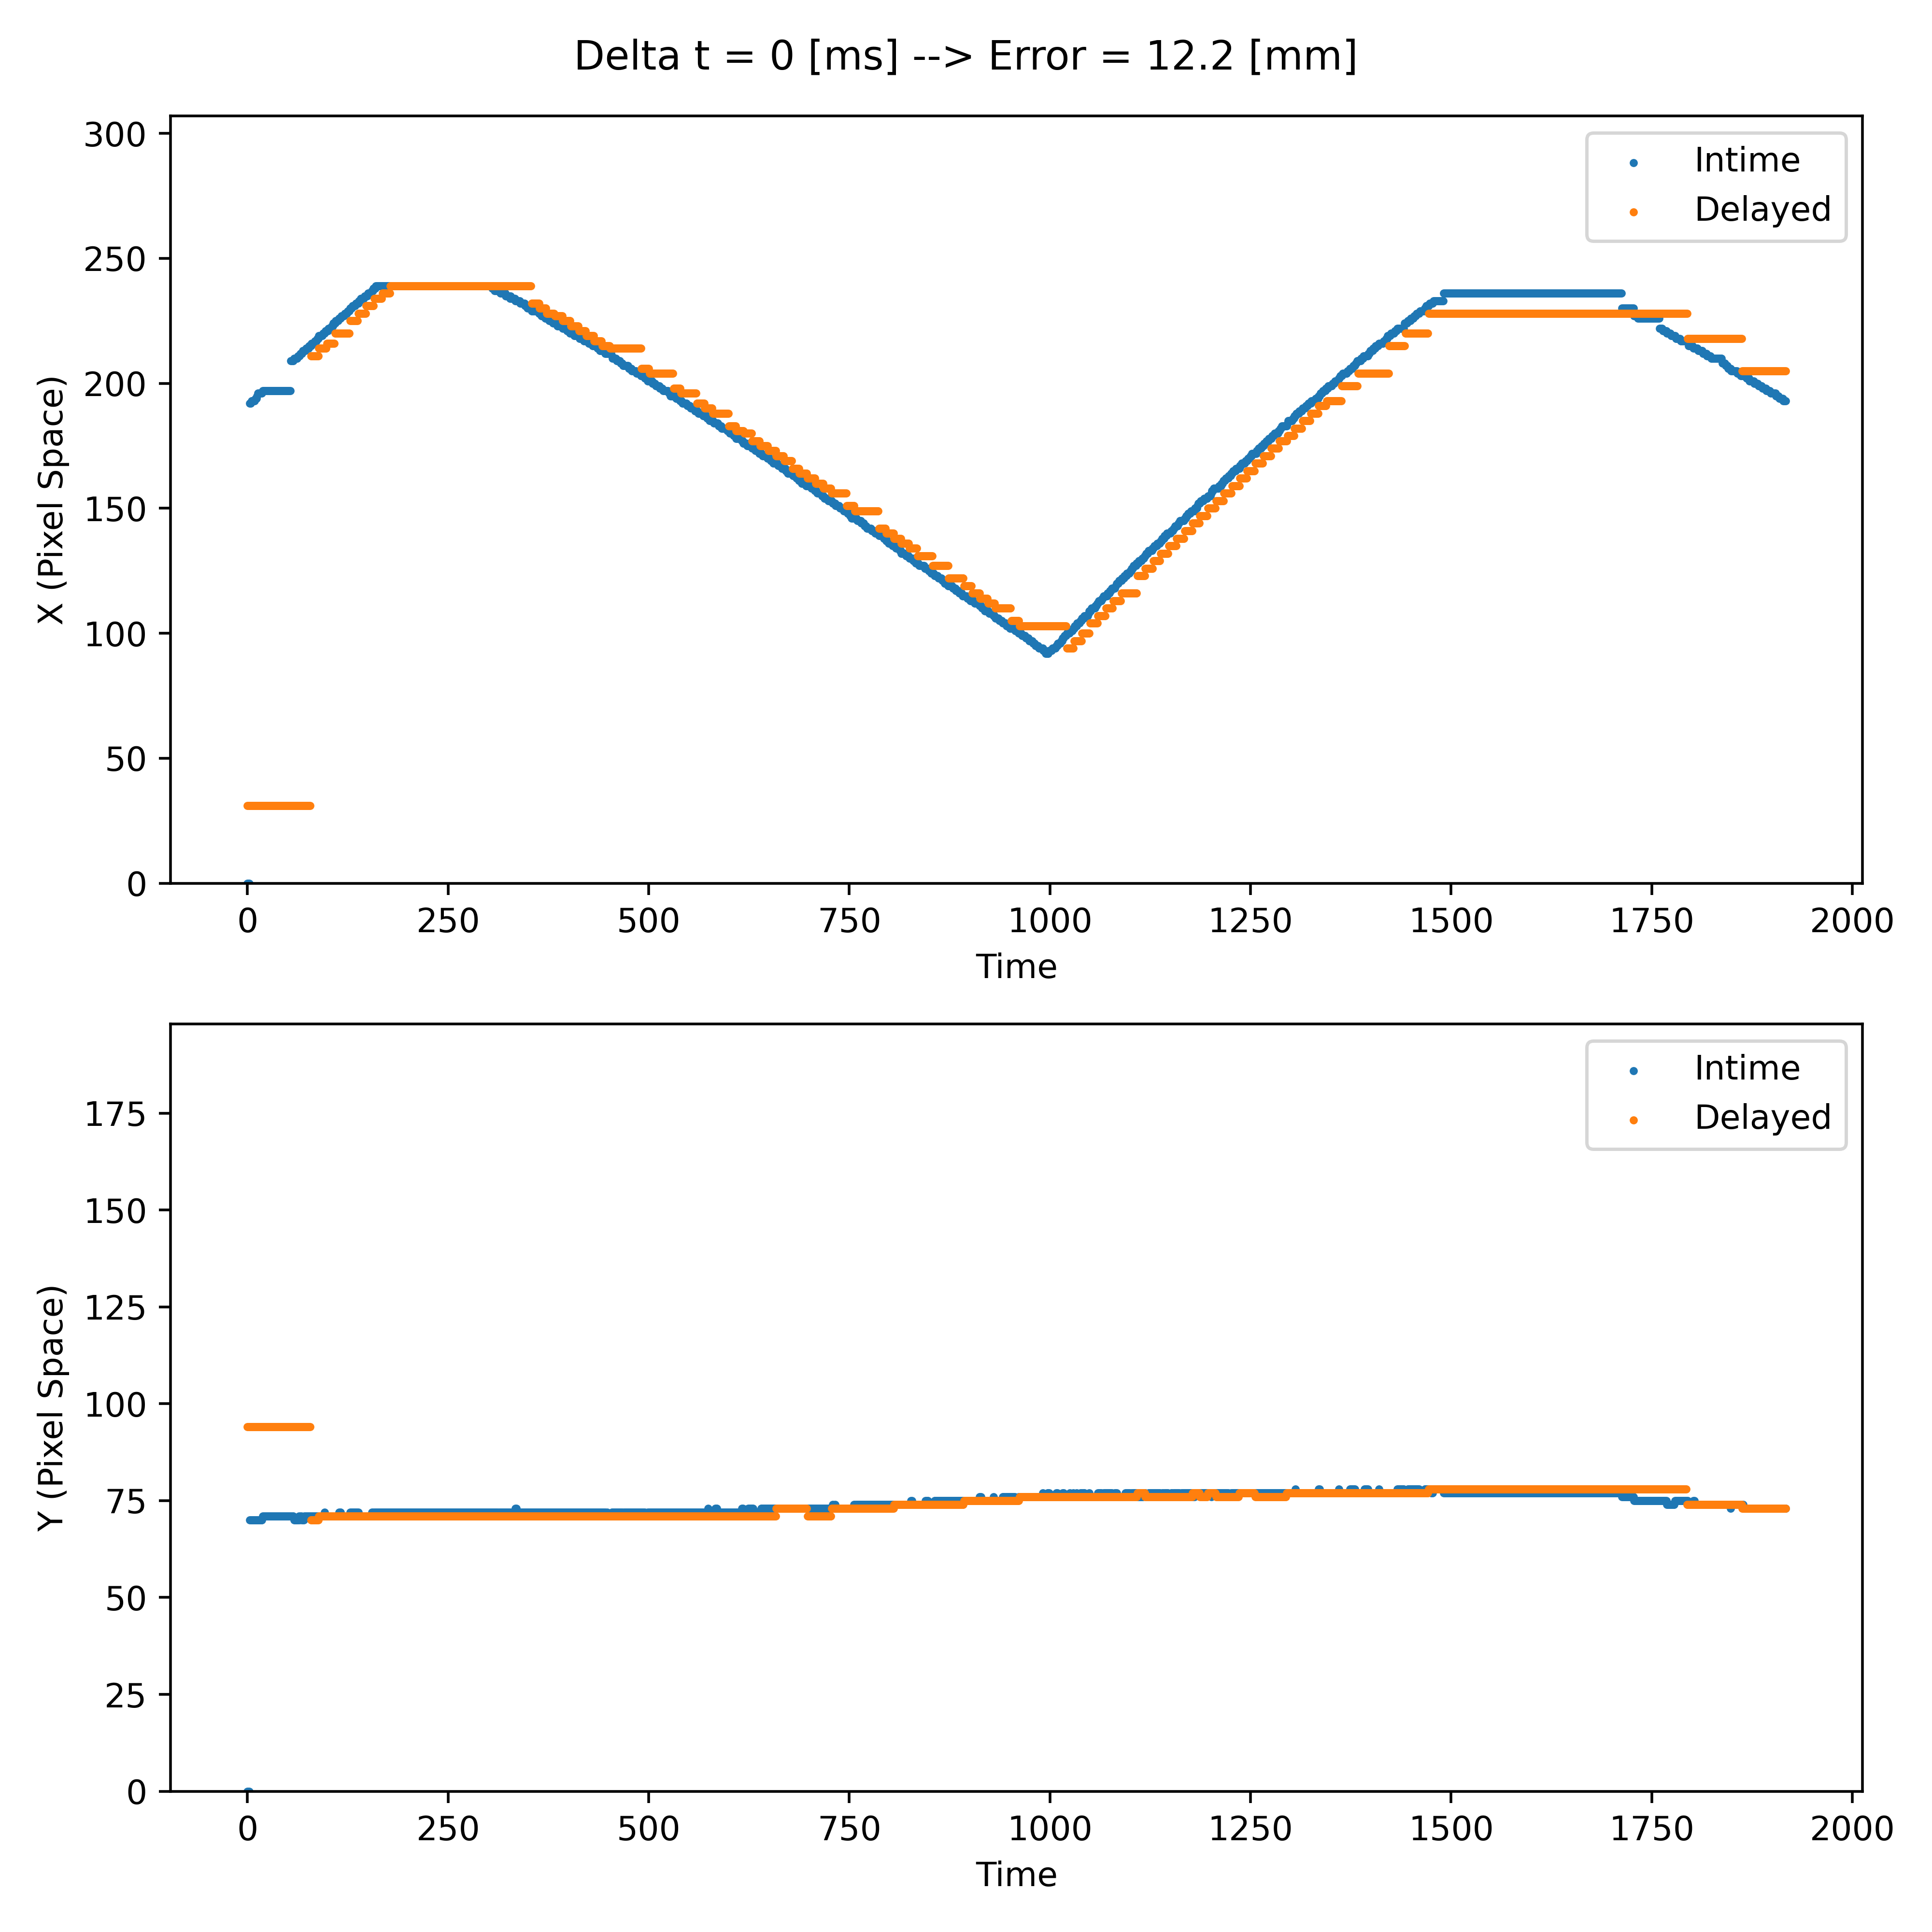 Delta t = 0 [ms] --> Error = 12.2 [mm]
300
250
200
150
100
50
0
X (Pixel Space)
Intime
Delayed
0 250 500 750 1000 1250 1500 1750 2000
Time
175
150
125
100
75
50
25
0
Y (Pixel Space)
Intime
Delayed
0 250 500 750 1000 1250 1500 1750 2000
Time